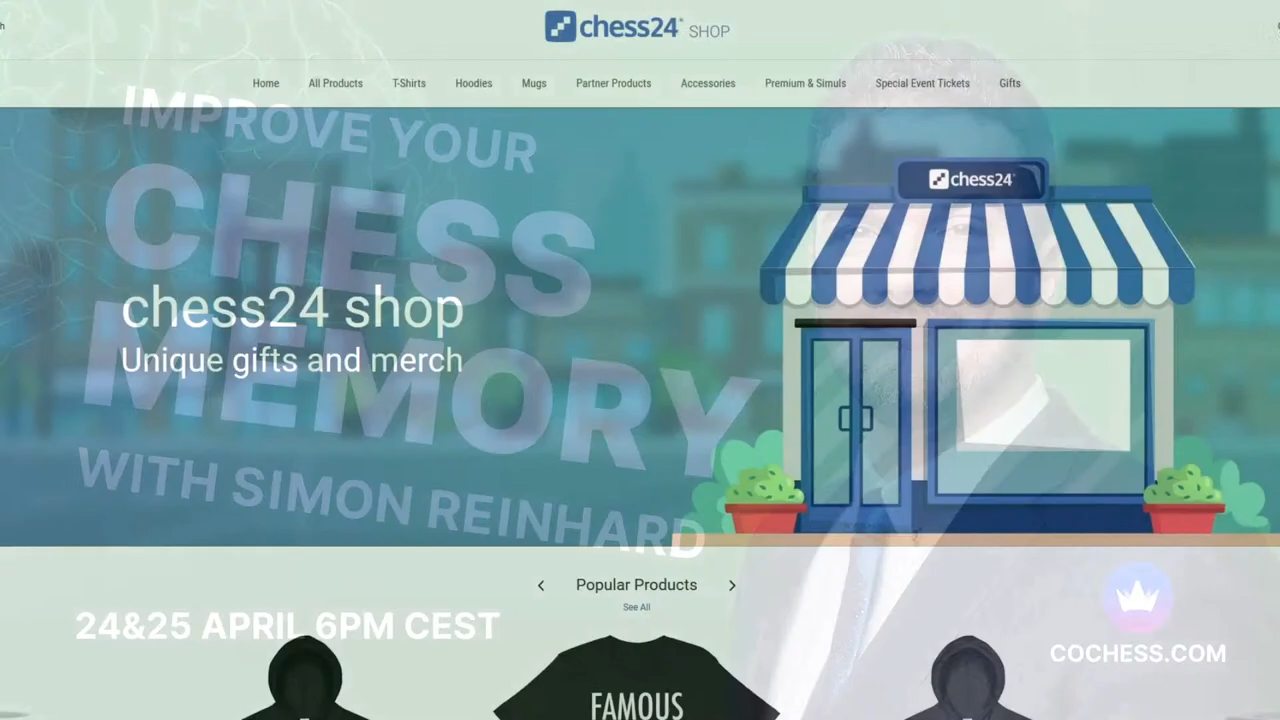 chess24 SHOP
Home All Products T-Shirts Hoodies Mugs Partner Products Accessories Premium & Simuls Special Event Tickets Gifts
IMPROVE YOUR
CHESS
MEMORY
WITH SIMON REINHARD
chess24
chess24 shop
Unique gifts and merch
Popular Products
See All
24&25 APRIL 6PM CEST
COCHESS.COM
FAMOUS